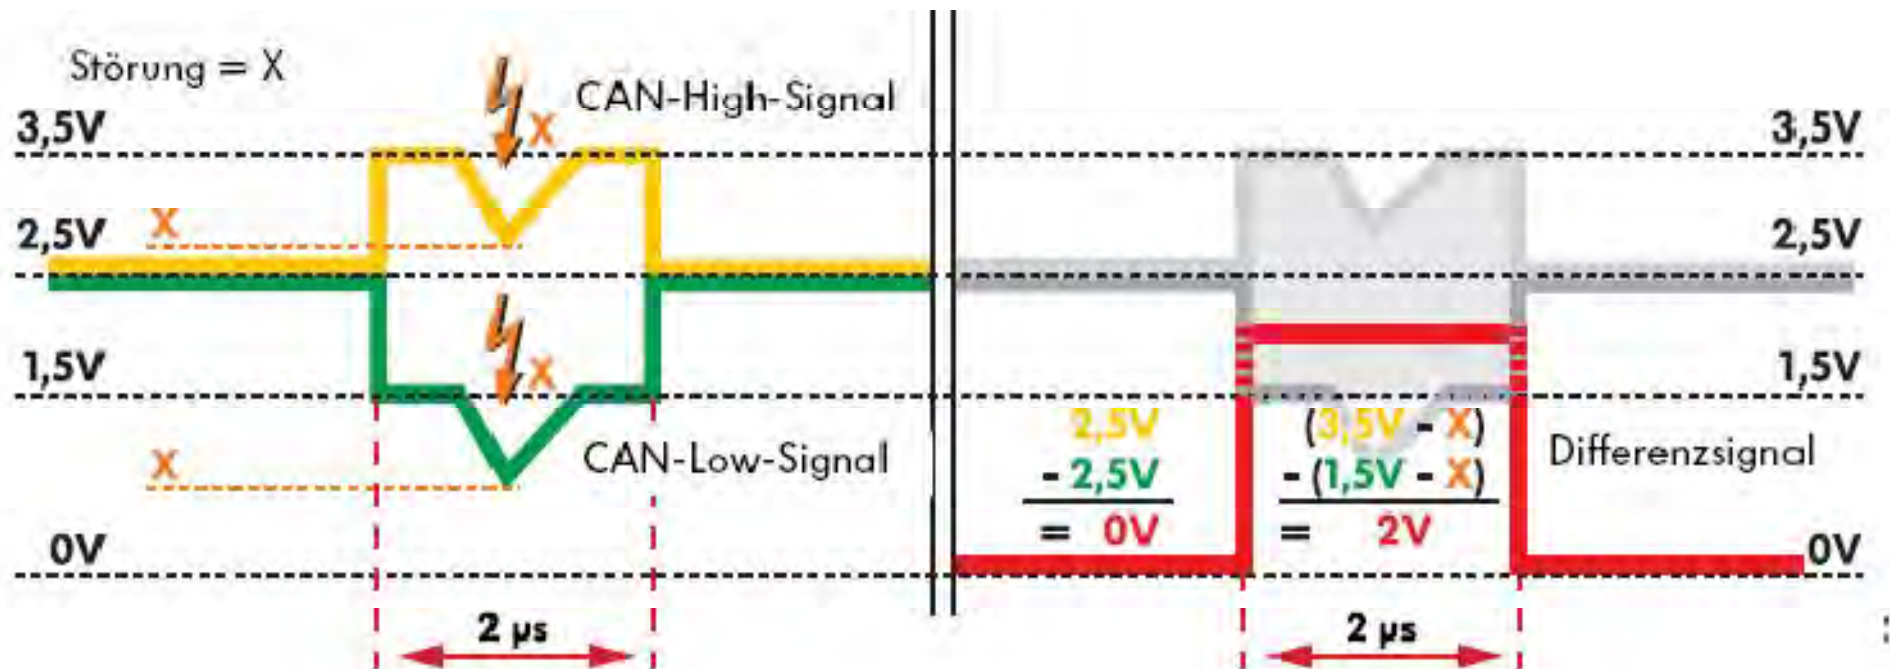 Störung = X
CAN-High-Signal
3,5V
X
X
2,5V
X
1,5V
CAN-Low-Signal
X
0V
2 µs
3,5V
2,5V
1,5V
2,5V
- 2,5V
= 0V
(3,5V - X)
- (1,5V - X)
= 2V
Differenzsignal
0V
2 µs